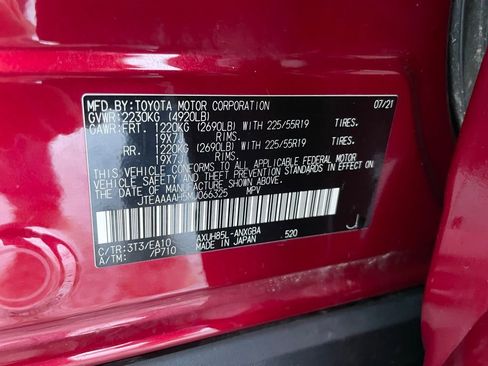 MFD. BY: TOYOTA MOTOR CORPORATION 07/21
GVWR: 2230KG (4920LB)
GAWR: FRT. 1220KG (2690LB) WITH 225/55R19 TIRES.
19X7J RIMS.
RR. 1220KG (2690LB) WITH 225/55R19 TIRES.
19X7J RIMS.
THIS VEHICLE CONFORMS TO ALL APPLICABLE FEDERAL MOTOR
VEHICLE SAFETY AND THEFT PREVENTION STANDARDS IN EFFECT ON
THE DATE OF MANUFACTURE SHOWN ABOVE.
JTEAAAAH5MJ066325 MPV
C/TR: 3T3/EA10 AXUH85L-ANXGBA
A/TM: /P710 MADE IN JAPAN .520 J